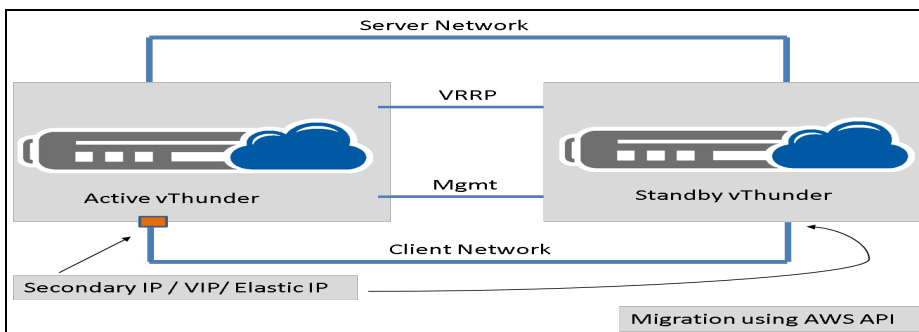 Server Network
VRRP
Mgmt
Active vThunder
Standby vThunder
Client Network
Secondary IP / VIP/ Elastic IP
Migration using AWS API